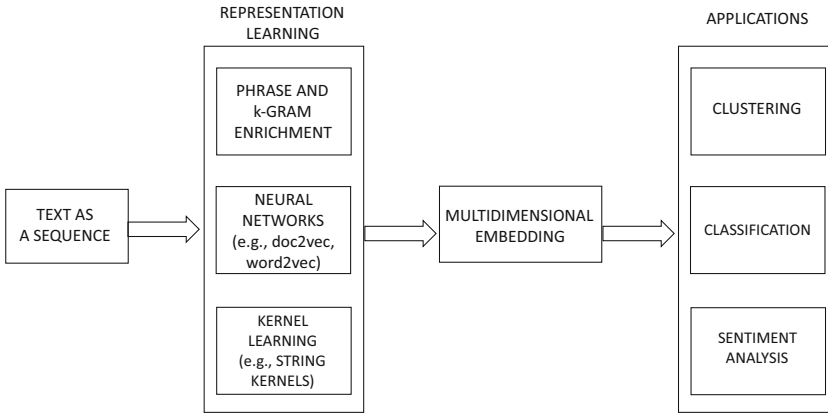 REPRESENTATION
LEARNING
PHRASE AND
k-GRAM
ENRICHMENT
NEURAL
NETWORKS
(e.g., doc2vec,
word2vec)
KERNEL
LEARNING
(e.g., STRING
KERNELS)
TEXT AS
A SEQUENCE
MULTIDIMENSIONAL
EMBEDDING
APPLICATIONS
CLUSTERING
CLASSIFICATION
SENTIMENT
ANALYSIS